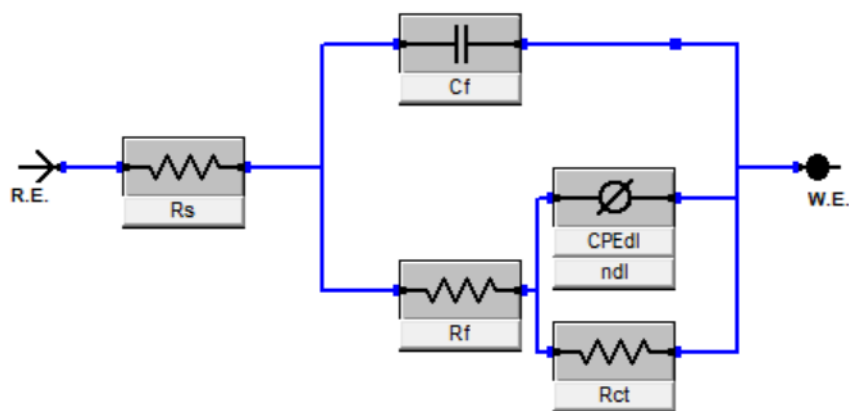 Cf
R.E.
Rs
W.E.
CPEdl
ndl
Rf
Rct